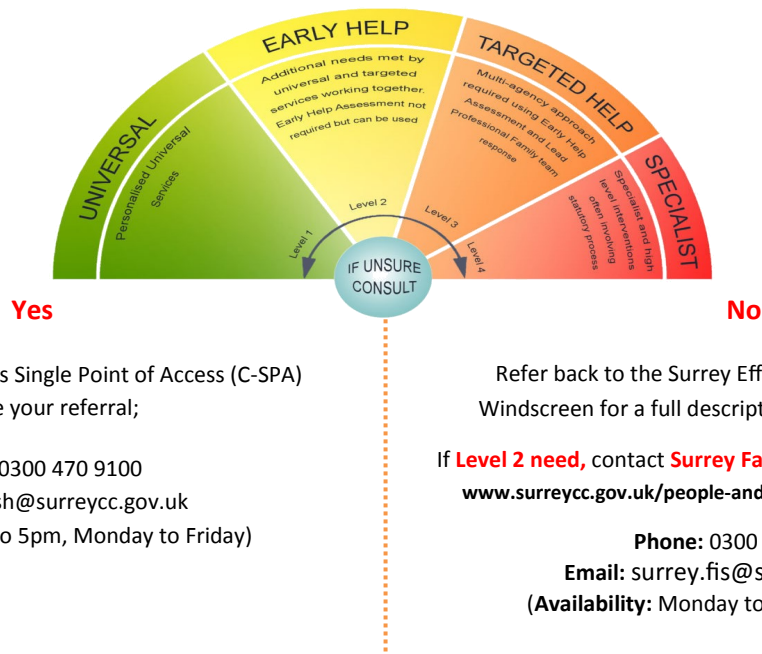 UNIVERSAL
Personalised Universal
Services
EARLY HELP
Additional needs met by
universal and targeted
services working together.
Early Help Assessment not
required but can be used
TARGETED HELP
Multi-agency approach
required using Early Help
Assessment and Lead
Professional Family team
response
SPECIALIST
Specialist and high
level interventions
often involving
statutory process
Level 1
Level 2
Level 3
Level 4
IF UNSURE
CONSULT
Yes
s Single Point of Access (C-SPA)
e your referral;
0300 470 9100
sh@surreycc.gov.uk
o 5pm, Monday to Friday)
No
Refer back to the Surrey Eff
Windscreen for a full descript
If Level 2 need, contact Surrey Fa
www.surreycc.gov.uk/people-and
Phone: 0300
Email: surrey.fis@s
(Availability: Monday to